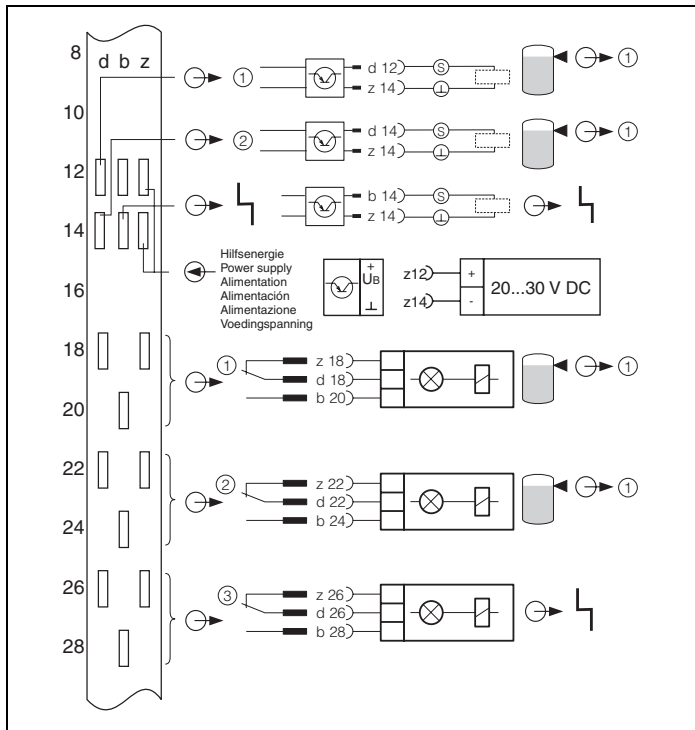 8 d b z
① d 12 S ①
z 14 ⊥
10
② d 14 S ①
z 14 ⊥
12
b 14 S
z 14 ⊥
14
Hilfsenergie
Power supply
Alimentation
Alimentación
Alimentazione
Voedingspanning
+
UB
⊥
z12 + 20...30 V DC
z14 -
16
18
① z 18 ①
d 18
b 20
20
22
② z 22 ①
d 22
b 24
24
26
③ z 26
d 26
b 28
28